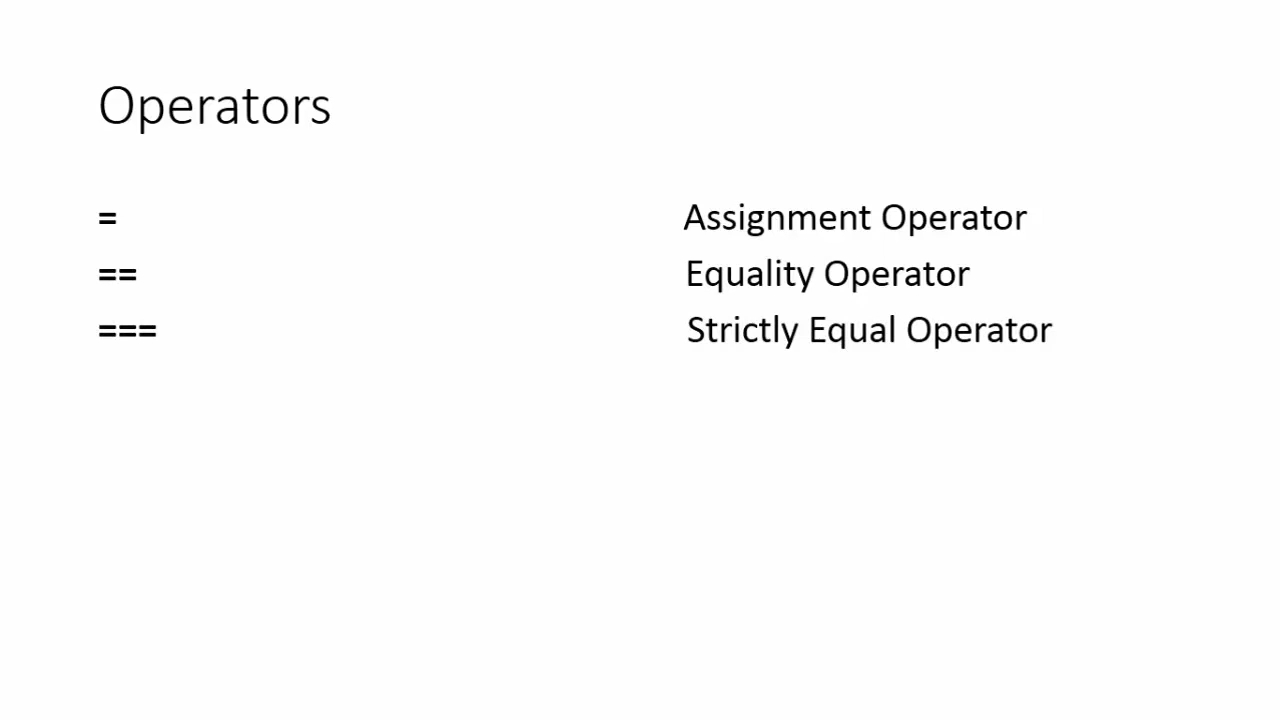 Operators
= Assignment Operator
== Equality Operator
=== Strictly Equal Operator